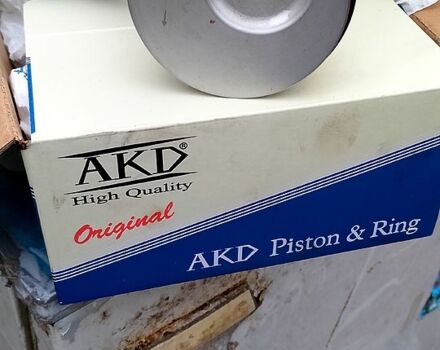 AKD®
High Quality
Original
AKD Piston & Ring